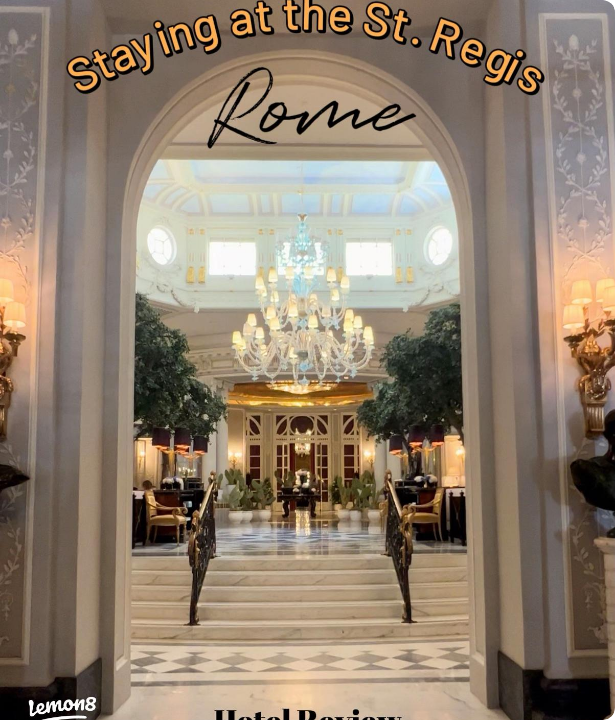 Staying at the St. Regis
Rome
Hotel Review
Lemon8